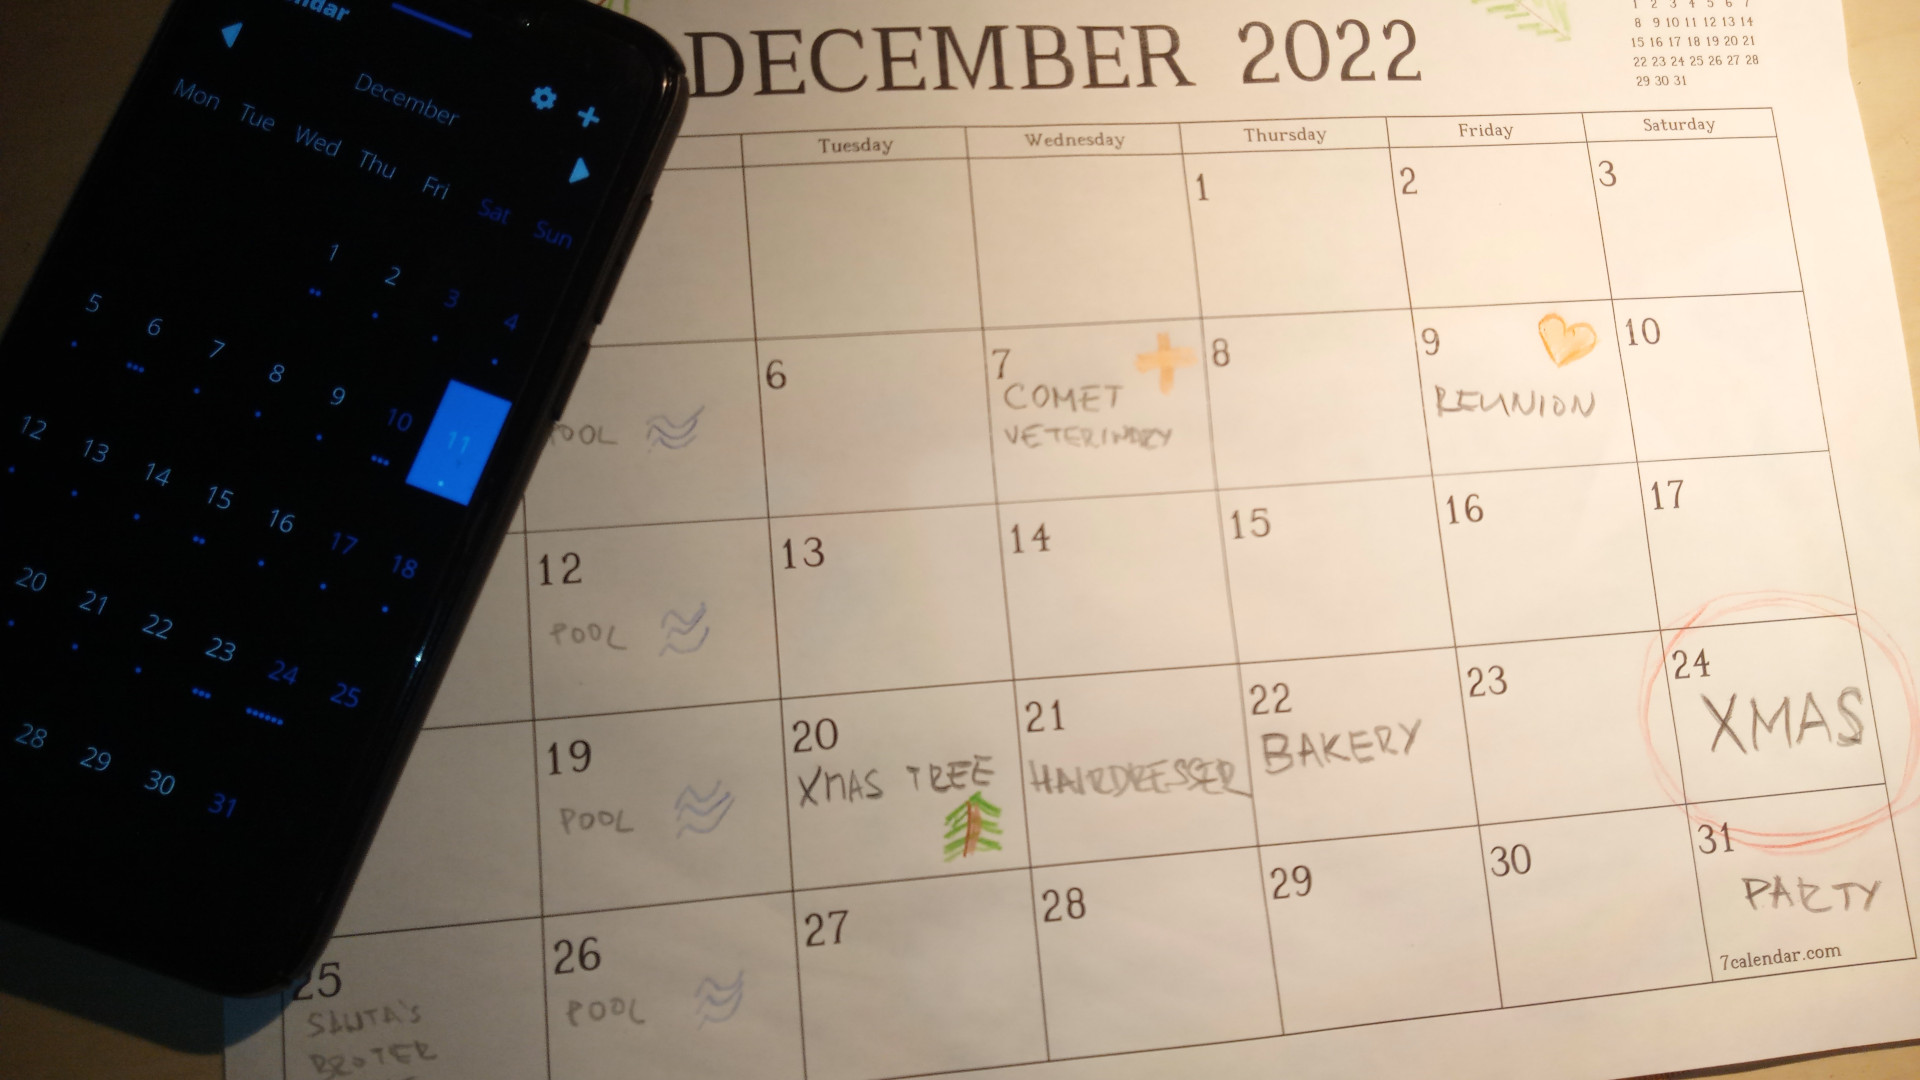 ndar
December
Mon Tue Wed Thu Fri Sat Sun
1 2 3 4
5 6 7 8 9 10 11
12 13 14 15 16 17 18
20 21 22 23 24 25
28 29 30 31
DECEMBER 2022
1 2 3 4 5 6 7
8 9 10 11 12 13 14
15 16 17 18 19 20 21
22 23 24 25 26 27 28
29 30 31
Tuesday Wednesday Thursday Friday Saturday
1 2 3
6 7 8 9 10
COMET
VETERINARY
REUNION
POOL
12 13 14 15 16 17
POOL
19 20 21 22 23 24
POOL
XMAS TREE
HAIRDRESSER
BAKERY
XMAS
25 26 27 28 29 30 31
SANTA'S
BROTER
POOL
PARTY
7calendar.com